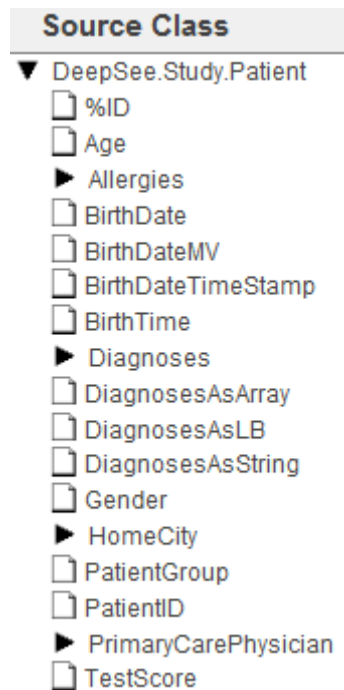 Source Class
DeepSee.Study.Patient
%ID
Age
Allergies
BirthDate
BirthDateMV
BirthDateTimeStamp
BirthTime
Diagnoses
DiagnosesAsArray
DiagnosesAsLB
DiagnosesAsString
Gender
HomeCity
PatientGroup
PatientID
PrimaryCarePhysician
TestScore